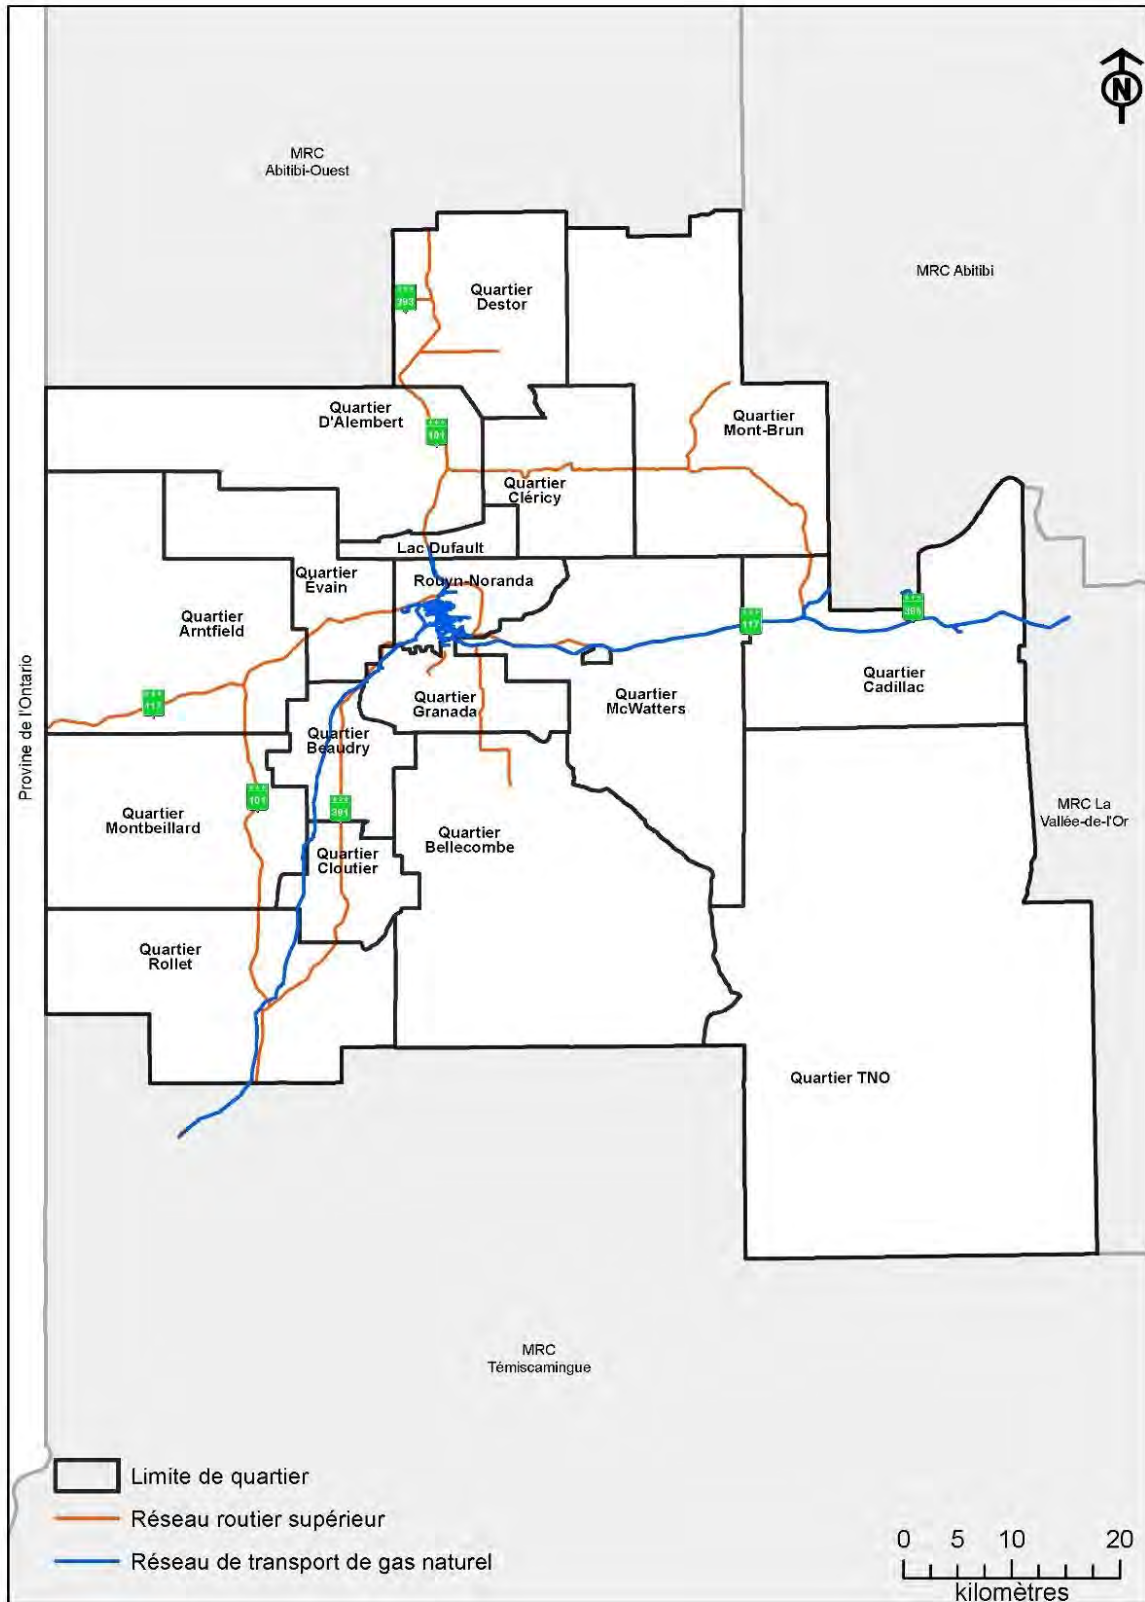 N
MRC
Abitibi-Ouest
MRC Abitibi
Quartier
Destor
393
Quartier
D'Alembert
101
Quartier
Mont-Brun
Quartier
Cléricy
Lac Dufault
Quartier
Évain
Rouyn-Noranda
Quartier
Arntfield
117
395
Quartier
Cadillac
Quartier
Granada
Quartier
McWatters
117
Quartier
Beaudry
Provine de l'Ontario
101
391
Quartier
Montbeillard
MRC La
Vallée-de-l'Or
Quartier
Bellecombe
Quartier
Cloutier
Quartier
Rollet
Quartier TNO
MRC
Témiscamingue
Limite de quartier
Réseau routier supérieur
Réseau de transport de gas naturel
0 5 10 20
kilomètres